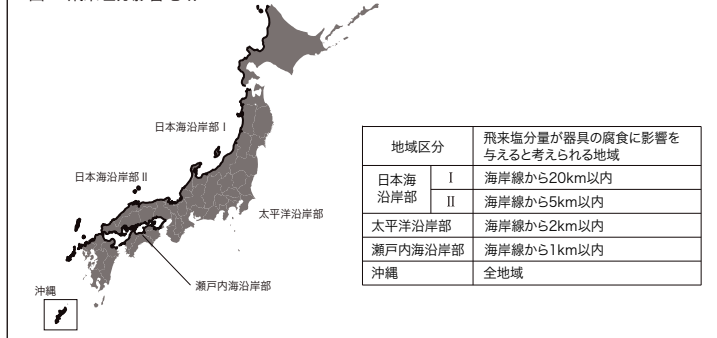 日本海沿岸部Ⅰ
日本海沿岸部Ⅱ
太平洋沿岸部
瀬戸内海沿岸部
沖縄
地域区分
飛来塩分量が器具の腐食に影響を
与えると考えられる地域
日本海
沿岸部
Ⅰ
海岸線から20km以内
Ⅱ
海岸線から5km以内
太平洋沿岸部
海岸線から2km以内
瀬戸内海沿岸部
海岸線から1km以内
沖縄
全地域